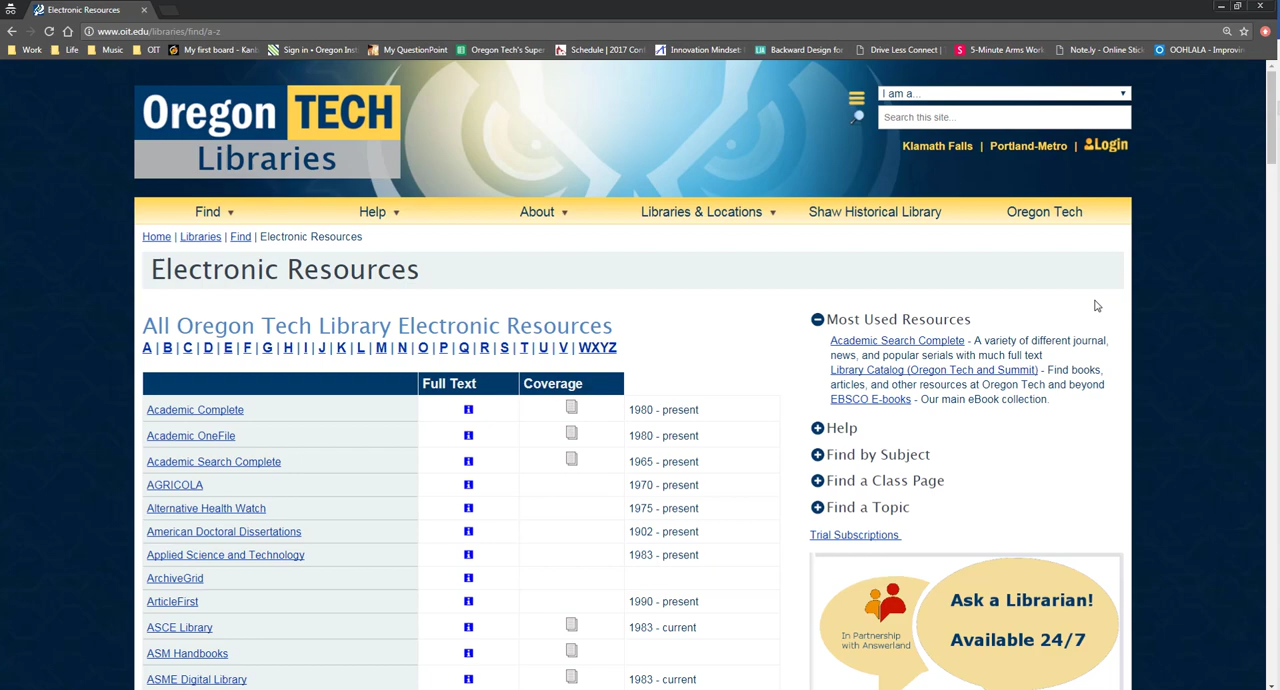 Electronic Resources
www.oit.edu/libraries/find/a-z
Work Life Music OIT My first board - Kanb Sign in • Oregon Inst My QuestionPoint Oregon Tech's Super Schedule | 2017 Conf Innovation Mindset: Backward Design for Drive Less Connect | 5-Minute Arms Work Note.ly - Online Stick OOHLALA - Improvin
Oregon TECH
Libraries
I am a...
Search this site...
Klamath Falls | Portland-Metro | Login
Find Help About Libraries & Locations Shaw Historical Library Oregon Tech
Home | Libraries | Find | Electronic Resources
Electronic Resources
All Oregon Tech Library Electronic Resources
A | B | C | D | E | F | G | H | I | J | K | L | M | N | O | P | Q | R | S | T | U | V | WXYZ
Full Text Coverage
Academic Complete 1980 - present
Academic OneFile 1980 - present
Academic Search Complete 1965 - present
AGRICOLA 1970 - present
Alternative Health Watch 1975 - present
American Doctoral Dissertations 1902 - present
Applied Science and Technology 1983 - present
ArchiveGrid
ArticleFirst 1990 - present
ASCE Library 1983 - current
ASM Handbooks
ASME Digital Library 1983 - current
Most Used Resources
Academic Search Complete - A variety of different journal,
news, and popular serials with much full text
Library Catalog (Oregon Tech and Summit) - Find books,
articles, and other resources at Oregon Tech and beyond
EBSCO E-books - Our main eBook collection.
Help
Find by Subject
Find a Class Page
Find a Topic
Trial Subscriptions
In Partnership
with Answerland
Ask a Librarian!
Available 24/7